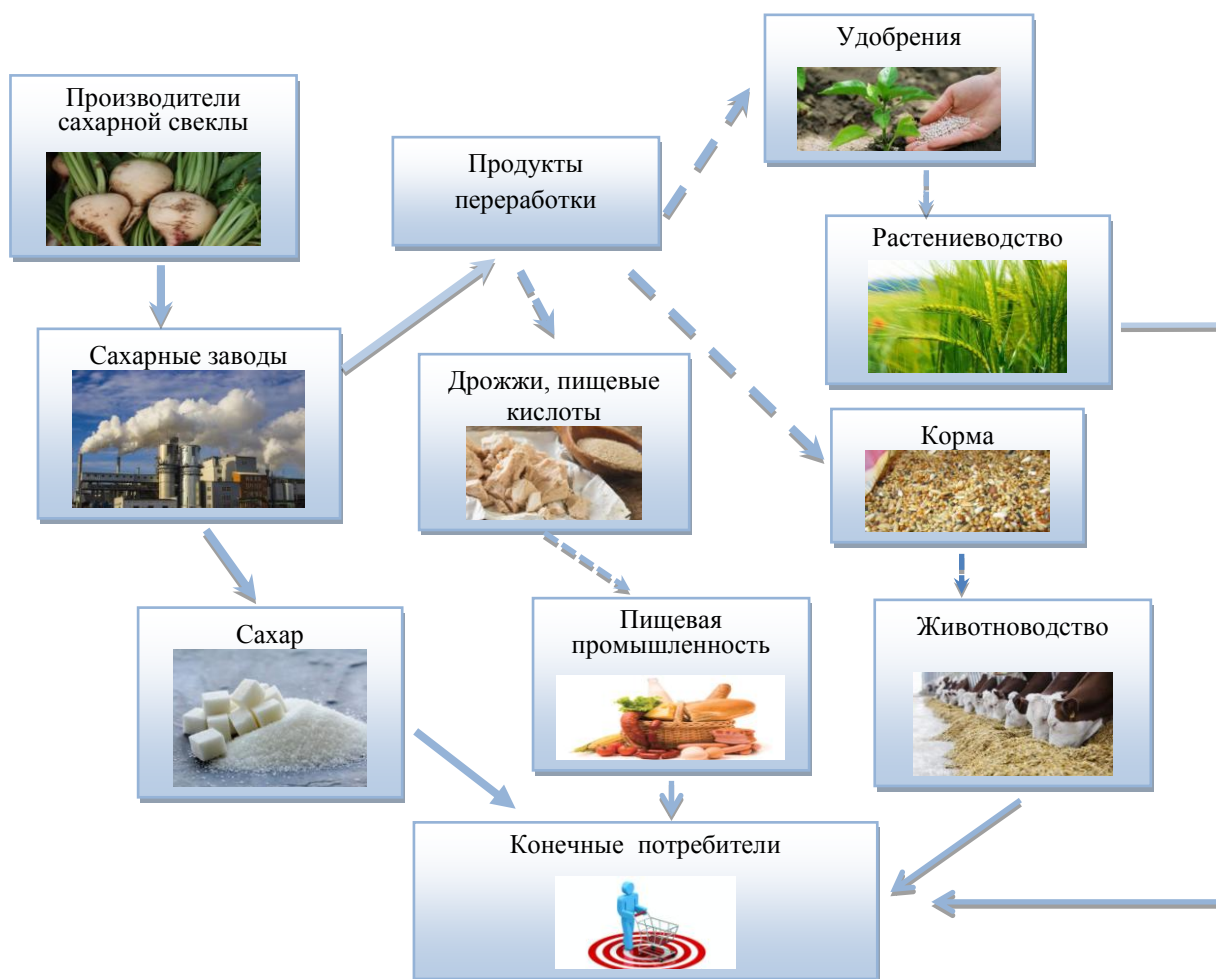 Удобрения
Производители
сахарной свеклы
Продукты
переработки
Растениеводство
Сахарные заводы
Дрожжи, пищевые
кислоты
Корма
Сахар
Пищевая
промышленность
Животноводство
Конечные потребители